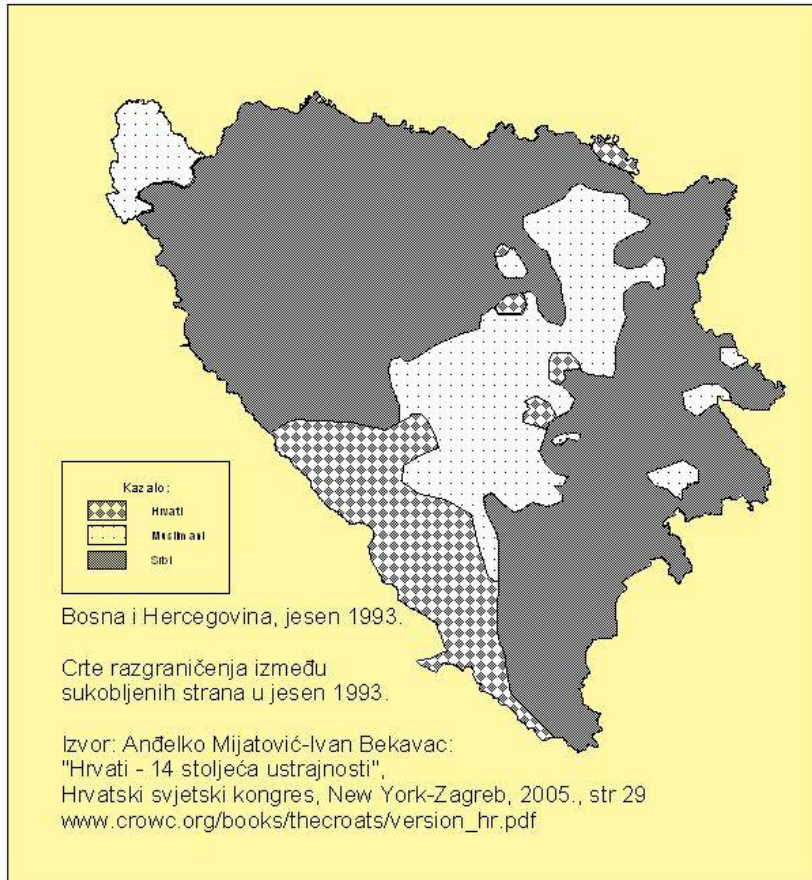 Kazalo:
Hrvati
Muslimani
Srbi
Bosna i Hercegovina, jesen 1993.
Crte razgraničenja između
sukobljenih strana u jesen 1993.
Izvor: Anđelko Mijatović-Ivan Bekavac:
"Hrvati - 14 stoljeća ustrajnosti",
Hrvatski svjetski kongres, New York-Zagreb, 2005., str 29
www.crowc.org/books/thecroats/version_hr.pdf